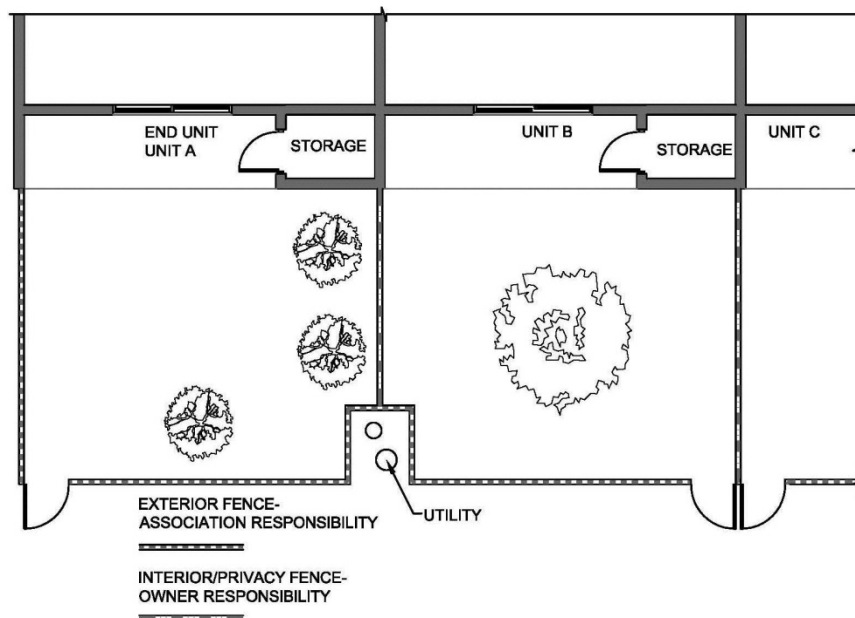 END UNIT
UNIT A
STORAGE
UNIT B
STORAGE
UNIT C
EXTERIOR FENCE-
ASSOCIATION RESPONSIBILITY
UTILITY
INTERIOR/PRIVACY FENCE-
OWNER RESPONSIBILITY